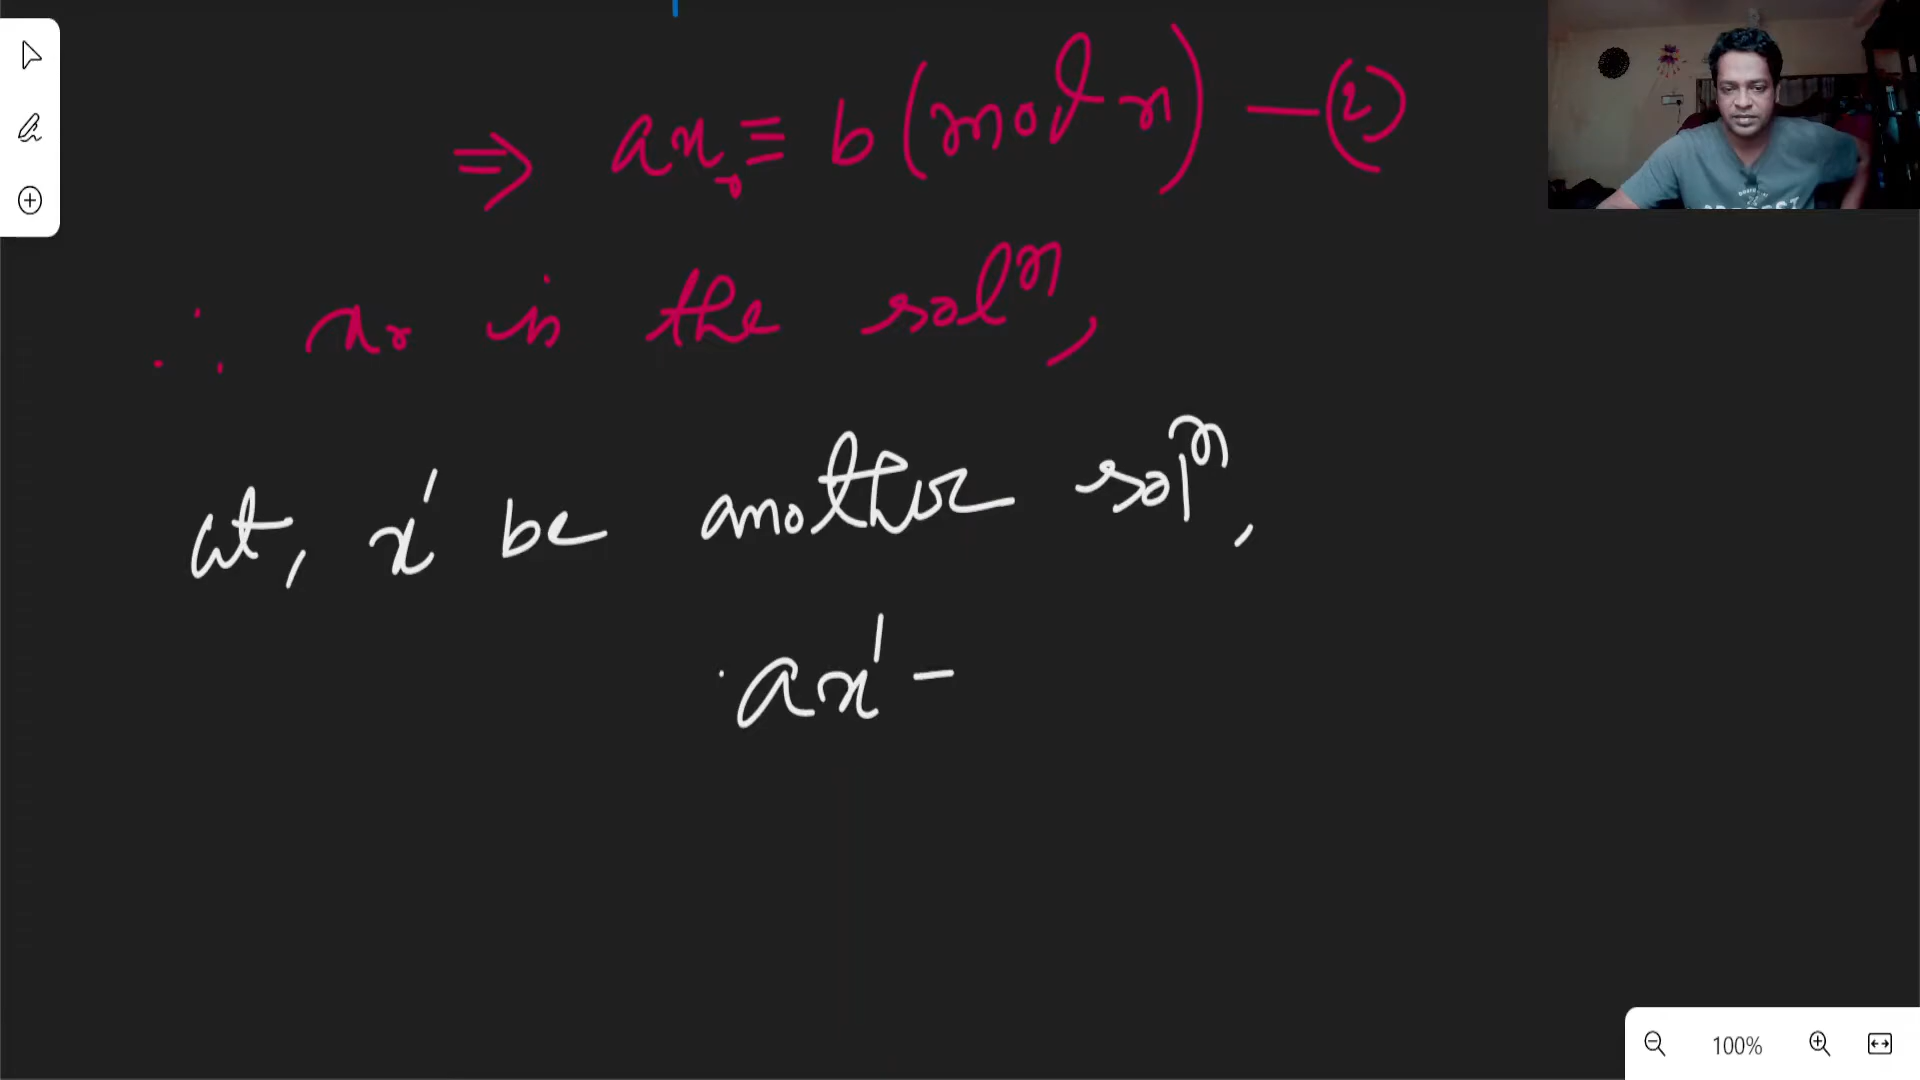 ⇒ ax₀ ≡ b (mod n) — (2)
∴ x₀ is the solⁿ,
let, x' be another solⁿ,
ax' -
100%